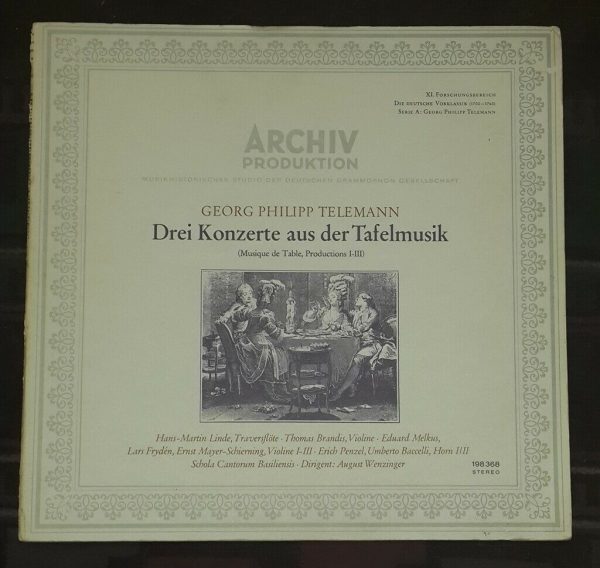 XI. Forschungsbereich
Die deutsche Vorklassik (1700–1760)
Serie A: Georg Philipp Telemann
ARCHIV
PRODUKTION
MUSIKHISTORISCHES STUDIO DER DEUTSCHEN GRAMMOPHON GESELLSCHAFT
GEORG PHILIPP TELEMANN
Drei Konzerte aus der Tafelmusik
(Musique de Table, Productions I-III)
Hans-Martin Linde, Traversflöte · Thomas Brandis, Violine · Eduard Melkus,
Lars Frydén, Ernst Mayer-Schierning, Violine I-III · Erich Penzel, Umberto Baccelli, Horn I/II
Schola Cantorum Basiliensis · Dirigent: August Wenzinger
198 368
STEREO